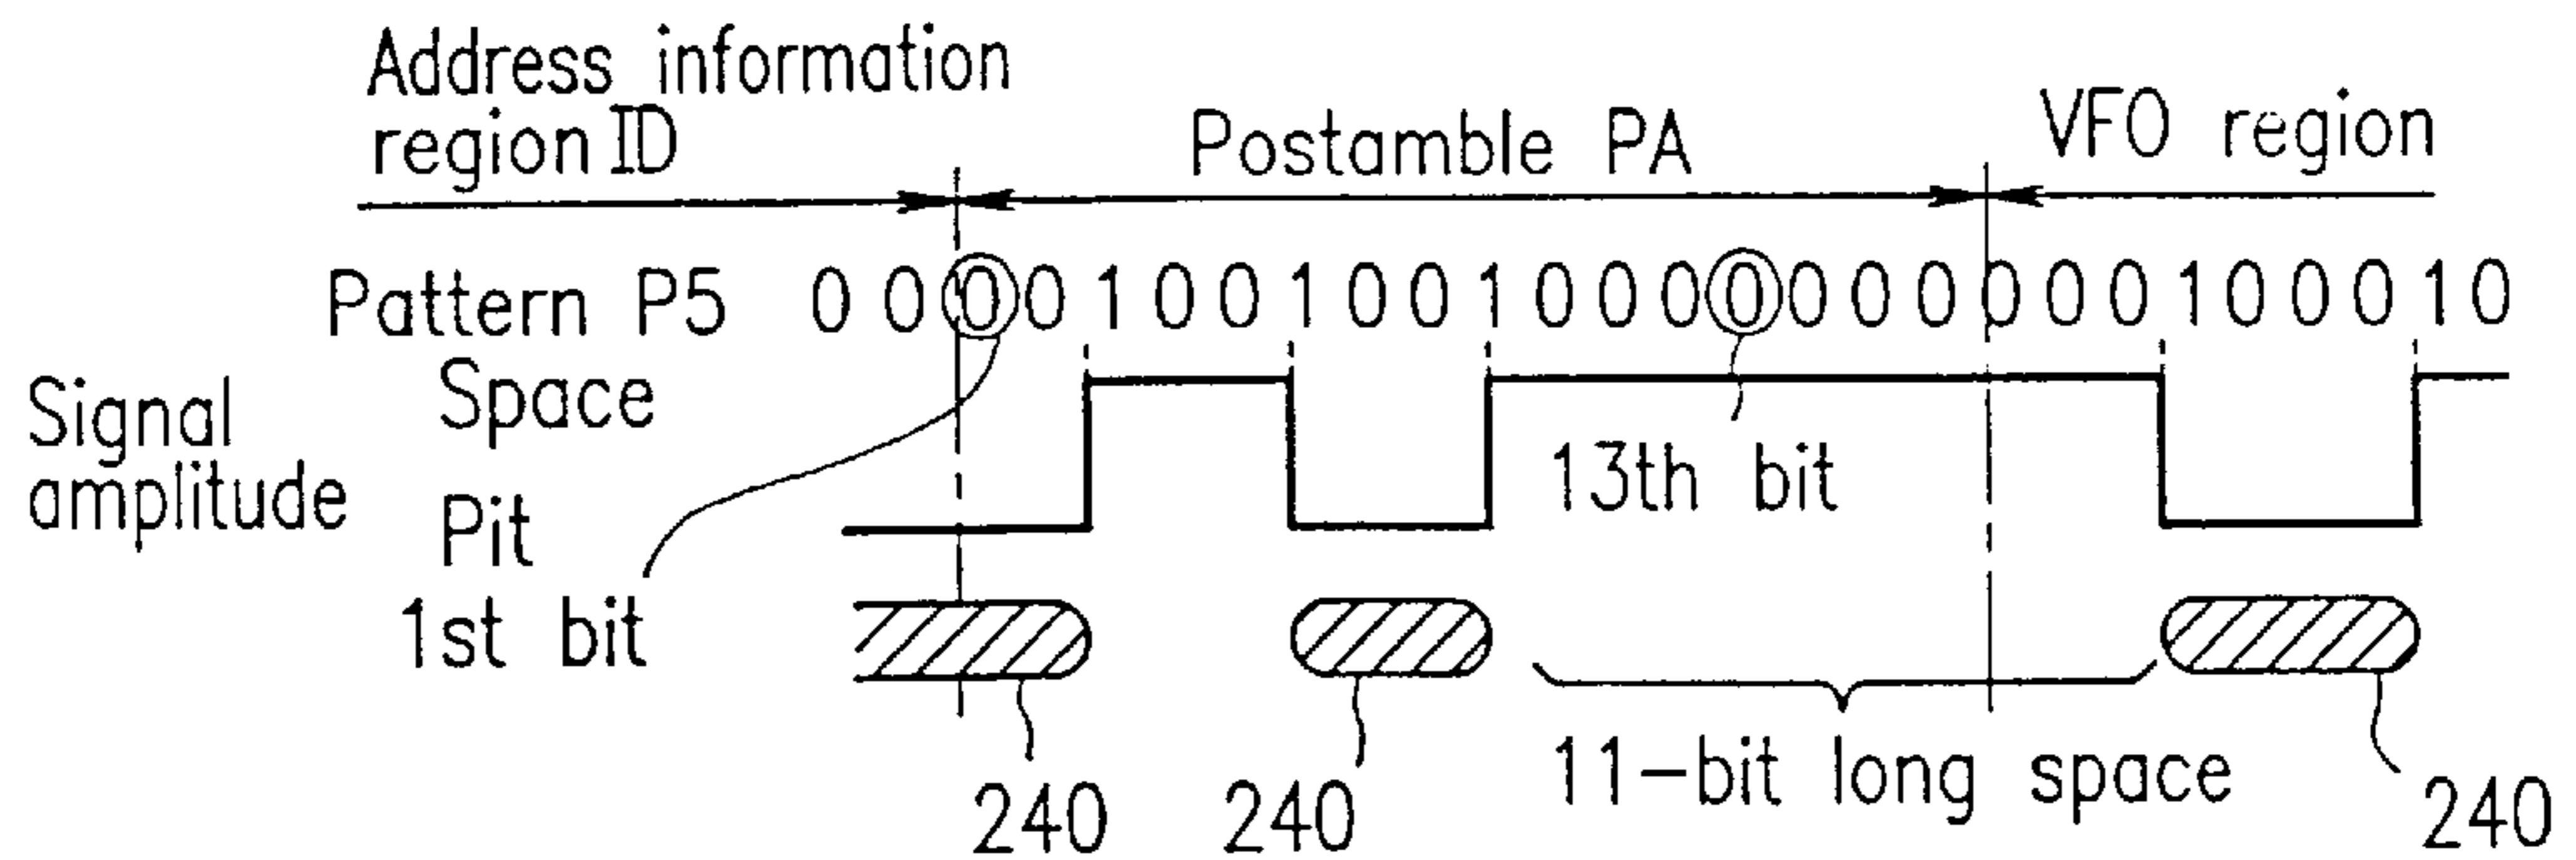 Address information
region ID
Postamble PA
VFO region
Pattern P5 0 0 0 0 1 0 0 1 0 0 1 0 0 0 0 0 0 0 0 0 0 1 0 0 0 1 0
Space
Signal
amplitude
Pit
13th bit
1st bit
11-bit long space
240
240
240